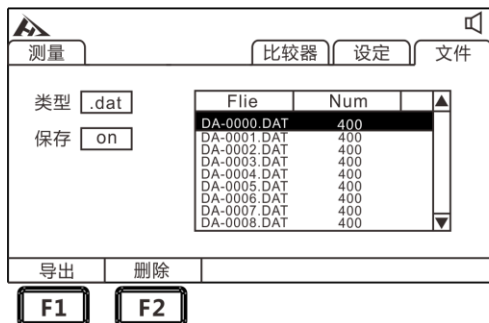 测量 比较器 设定 文件
类型 .dat
保存 on
Flie Num
DA-0000.DAT 400
DA-0001.DAT 400
DA-0002.DAT 400
DA-0003.DAT 400
DA-0004.DAT 400
DA-0005.DAT 400
DA-0006.DAT 400
DA-0007.DAT 400
DA-0008.DAT 400
导出 删除
F1 F2